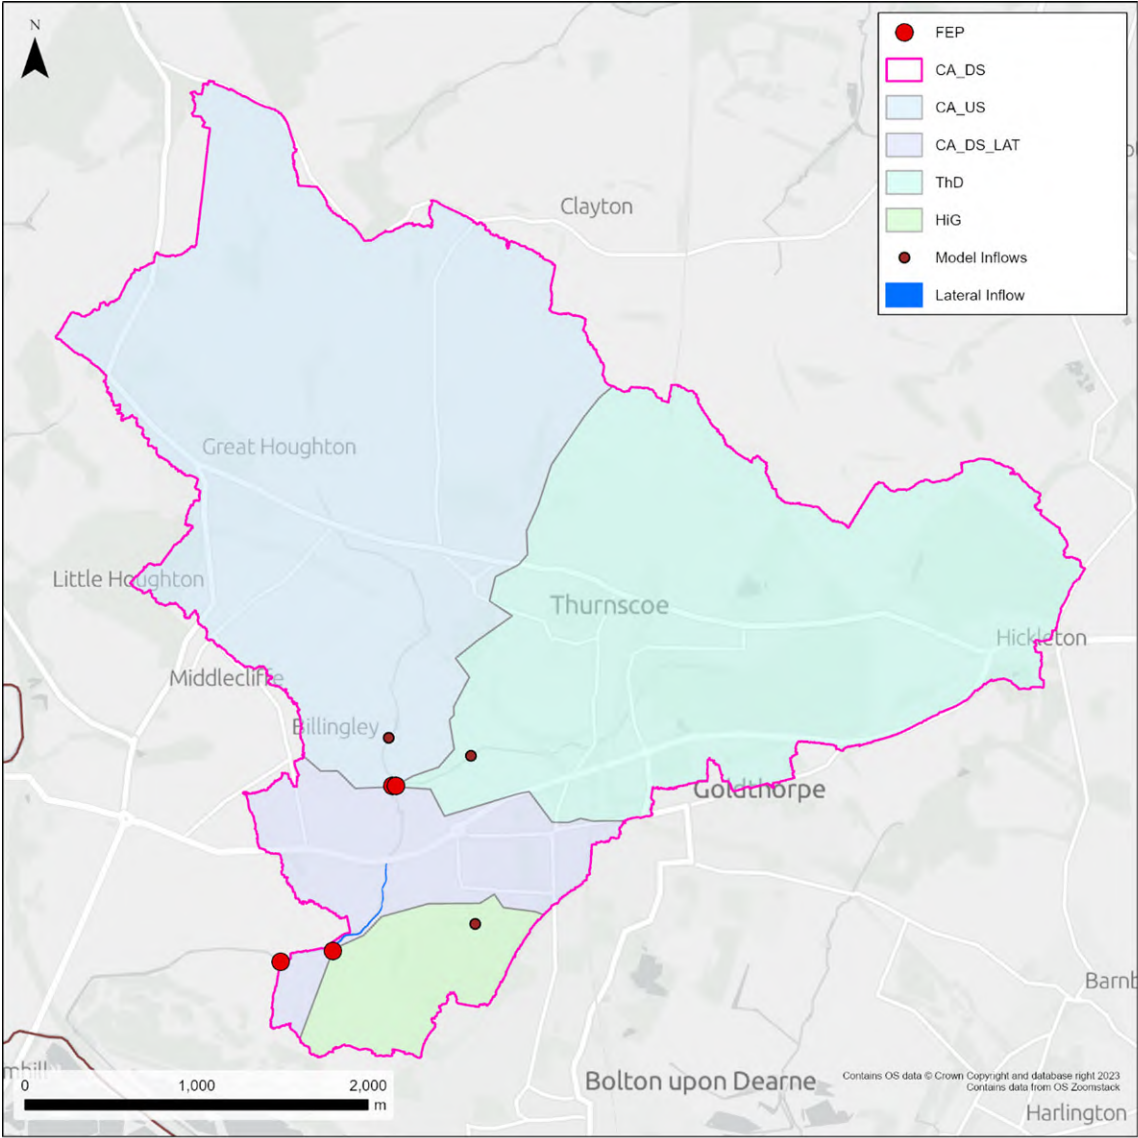 N
FEP
CA_DS
CA_US
CA_DS_LAT
ThD
HiG
Model Inflows
Lateral Inflow
Clayton
Great Houghton
Little Houghton
Thurnscoe
Hickleton
Middlecliffe
Billingley
Goldthorpe
Barnb
mhill
0 1,000 2,000
m
Bolton upon Dearne
Contains OS data © Crown Copyright and database right 2023
Contains data from OS Zoomstack
Harlington